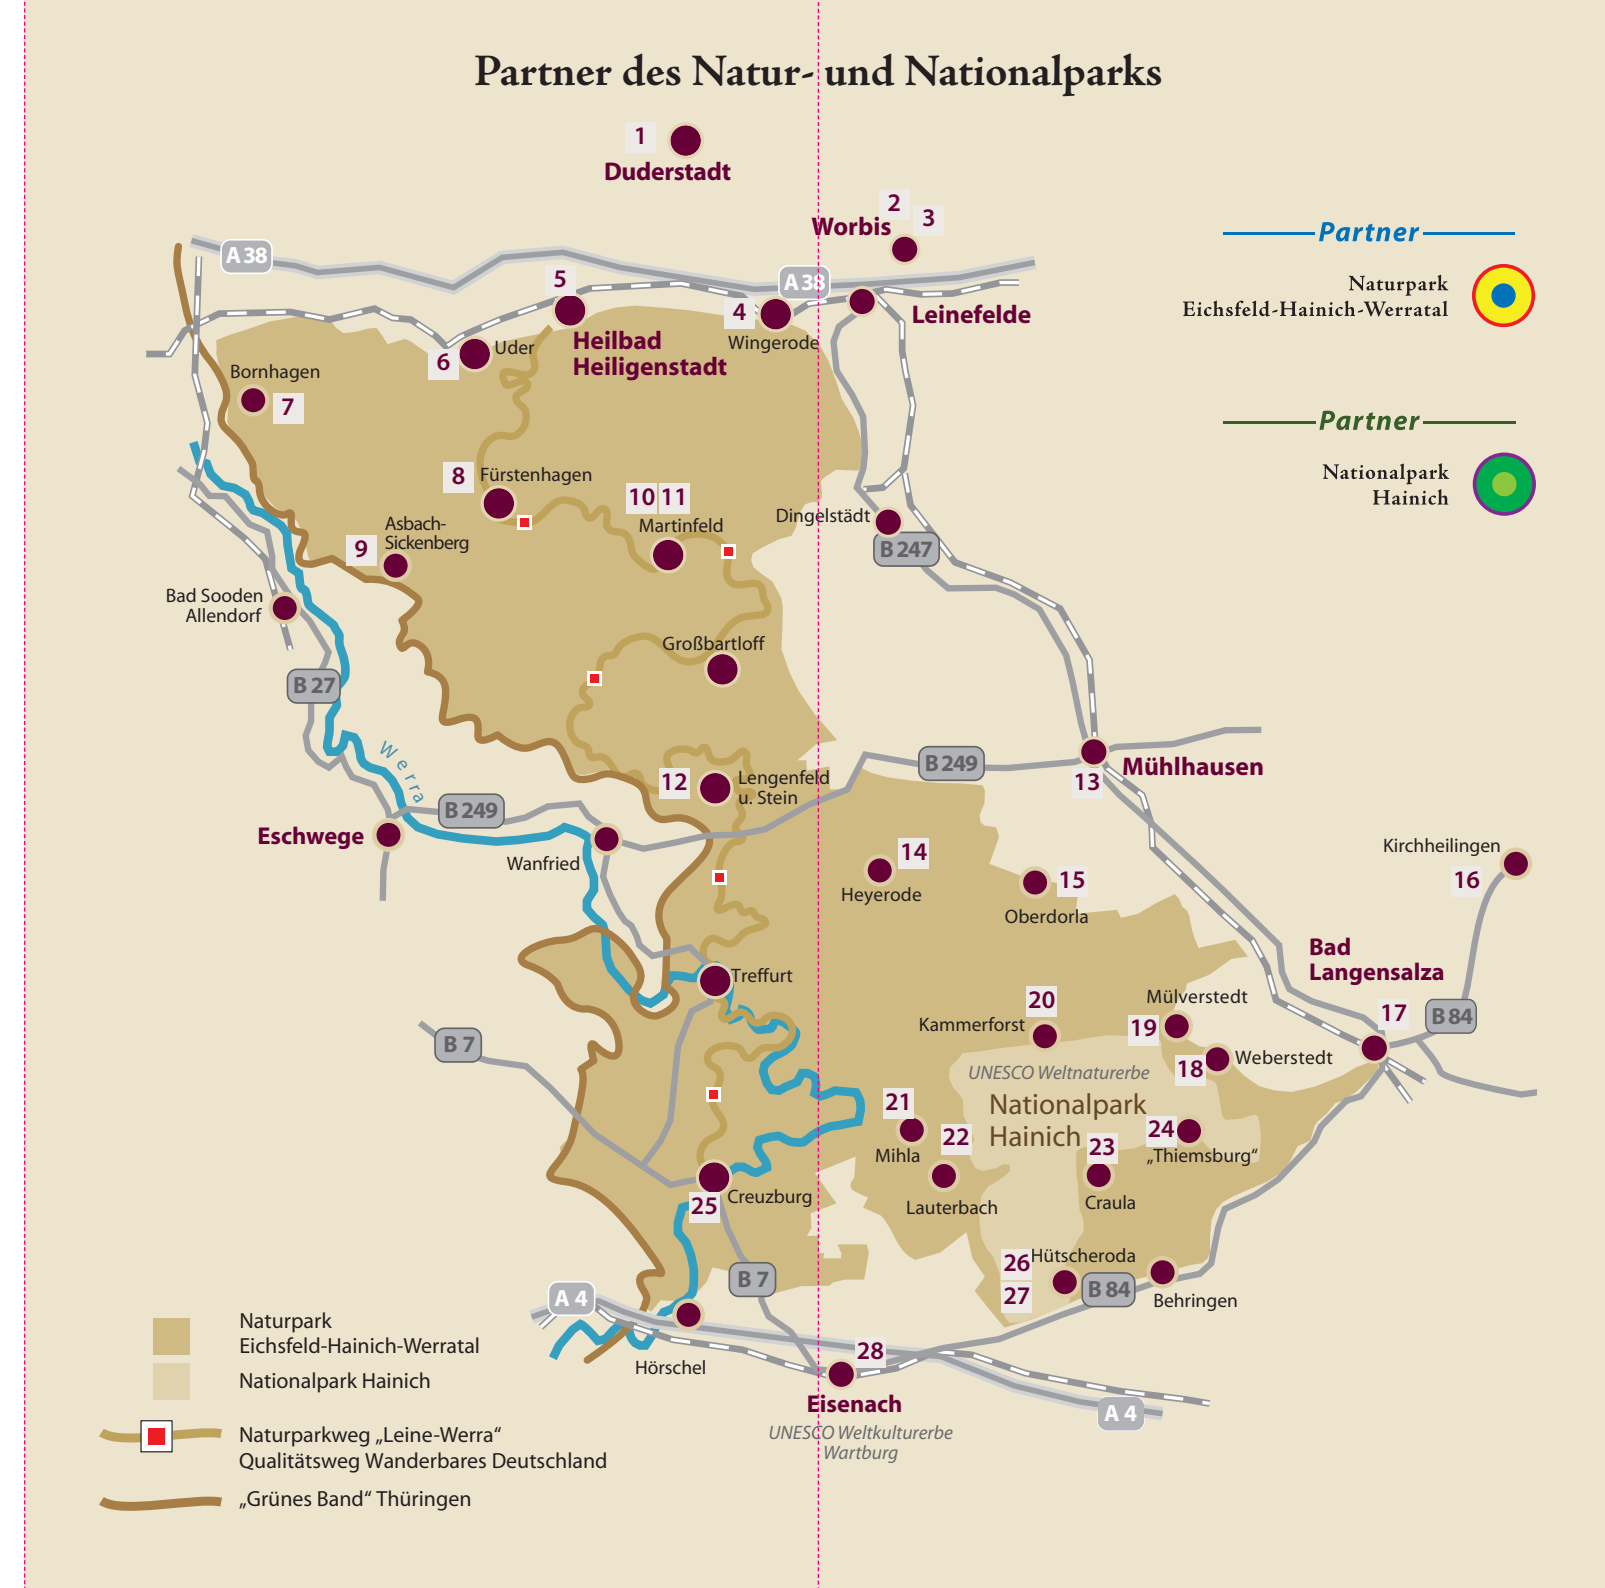 Partner des Natur- und Nationalparks
1
Duderstadt
2
3
Worbis
Partner
A 38
A 38
5
Naturpark
Eichsfeld-Hainich-Werratal
4
Leinefelde
Heilbad
Heiligenstadt
Wingerode
Uder
6
Bornhagen
7
Partner
Nationalpark
Hainich
8
Fürstenhagen
10 11
Martinfeld
Dingelstädt
Asbach-
Sickenberg
9
B 247
Bad Sooden
Allendorf
Großbartloff
B 27
Werra
B 249
Mühlhausen
13
12
Lengenfeld
u. Stein
B 249
Eschwege
Wanfried
14
Heyerode
15
Oberdorla
Kirchheilingen
16
Bad
Langensalza
Treffurt
20
Kammerforst
Mülverstedt
19
17
B 84
B 7
18
Weberstedt
UNESCO Weltnaturerbe
Nationalpark
Hainich
21
22
Mihla
24
„Thiemsburg“
23
Lauterbach
Craula
Creuzburg
25
26
Hütscheroda
27
B 84
Behringen
B 7
A 4
Hörschel
28
Eisenach
UNESCO Weltkulturerbe
Wartburg
A 4
Naturpark
Eichsfeld-Hainich-Werratal
Nationalpark Hainich
Naturparkweg „Leine-Werra“
Qualitätsweg Wanderbares Deutschland
„Grünes Band“ Thüringen